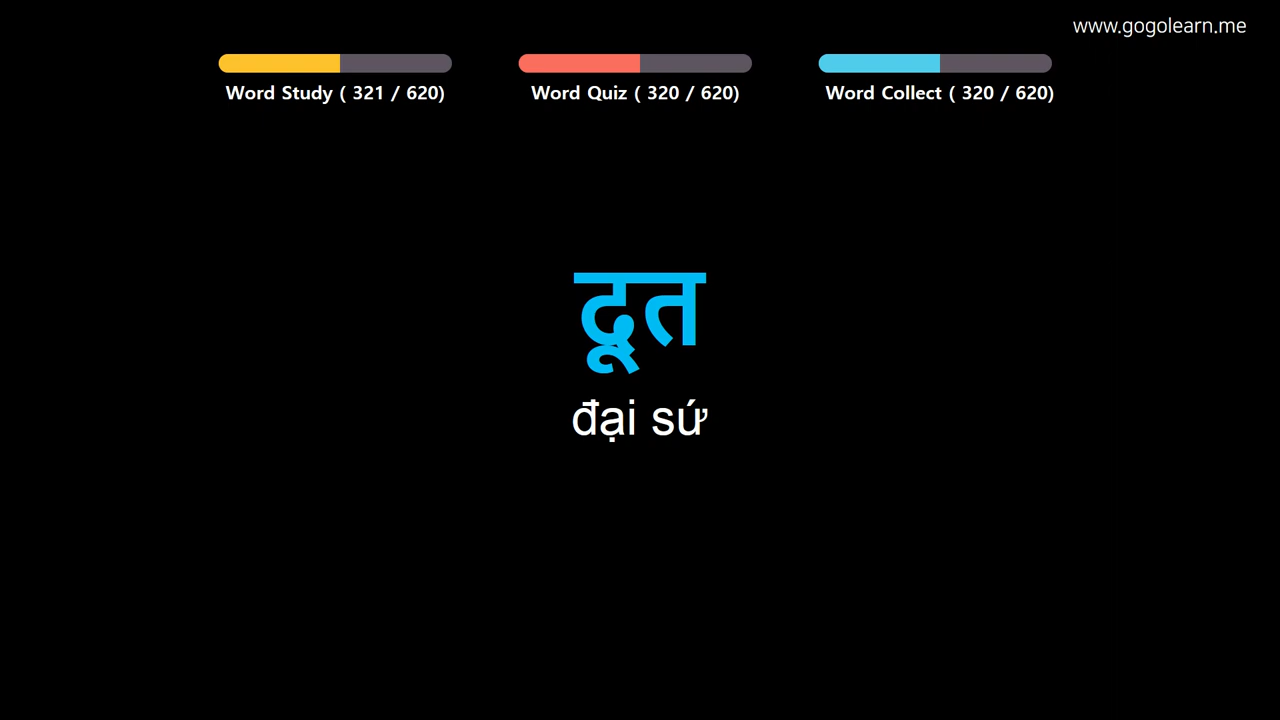 www.gogolearn.me
Word Study ( 321 / 620)
Word Quiz ( 320 / 620)
Word Collect ( 320 / 620)
दूत
đại sứ